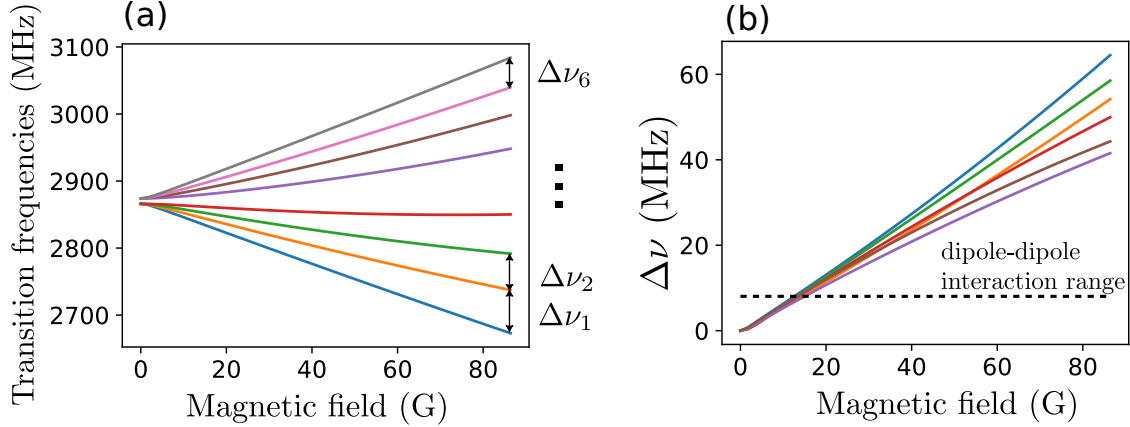 (a)
Transition frequencies (MHz)
3100
3000
2900
2800
2700
0
20
40
60
80
Magnetic field (G)
Δν₆
Δν₂
Δν₁
(b)
Δν (MHz)
60
40
20
0
dipole-dipole
interaction range
0
20
40
60
80
Magnetic field (G)